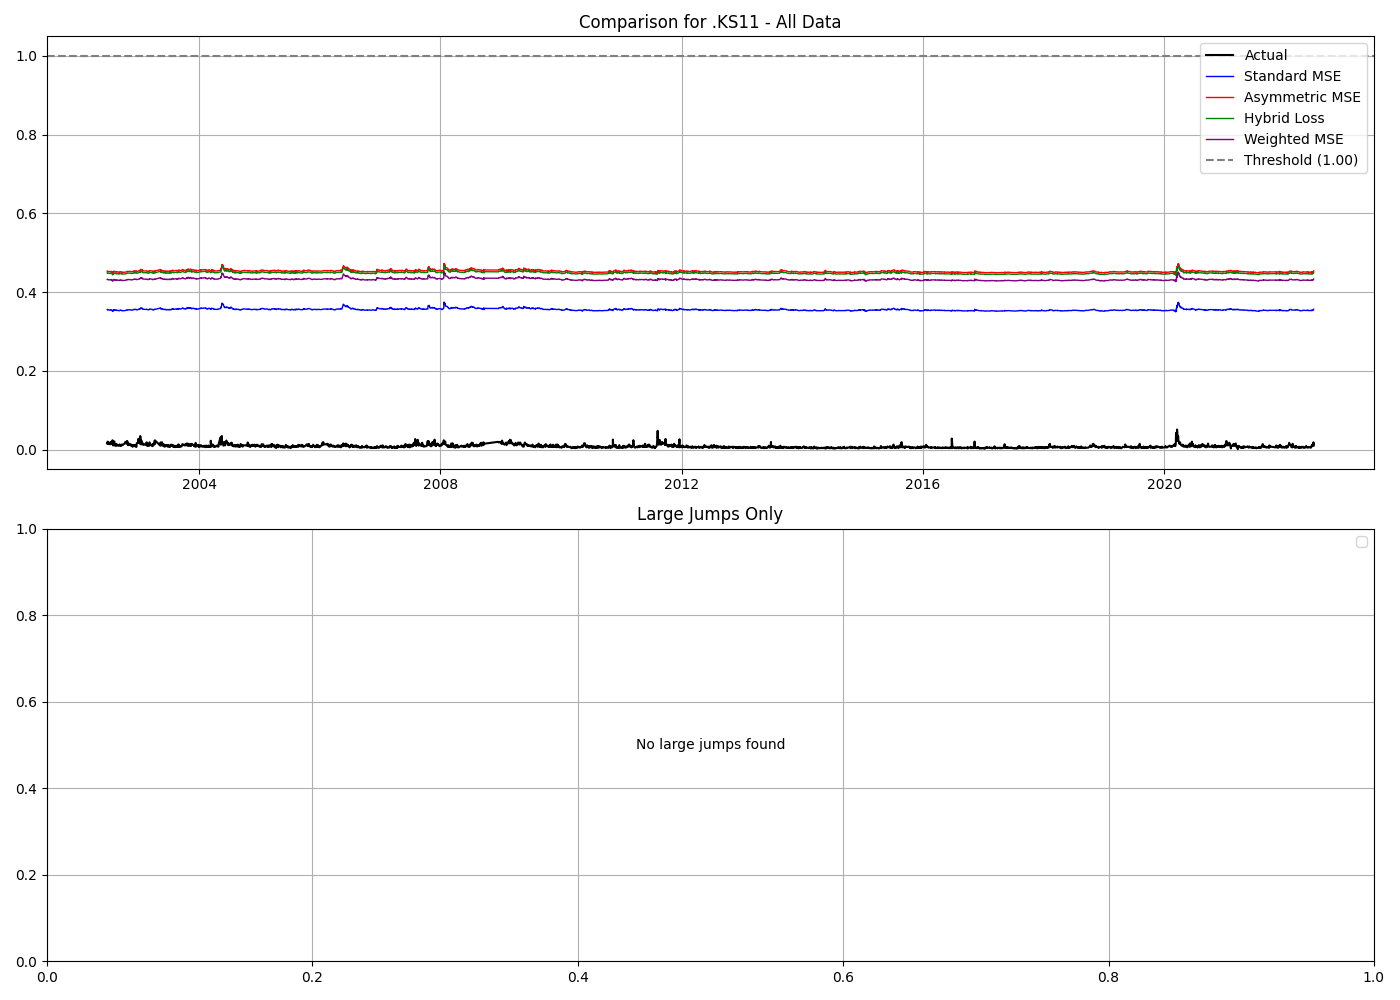 Comparison for .KS11 - All Data
1.0
0.8
0.6
0.4
0.2
0.0
Actual
Standard MSE
Asymmetric MSE
Hybrid Loss
Weighted MSE
Threshold (1.00)
2004 2008 2012 2016 2020
Large Jumps Only
1.0
0.8
0.6
0.4
0.2
0.0
No large jumps found
0.0 0.2 0.4 0.6 0.8 1.0